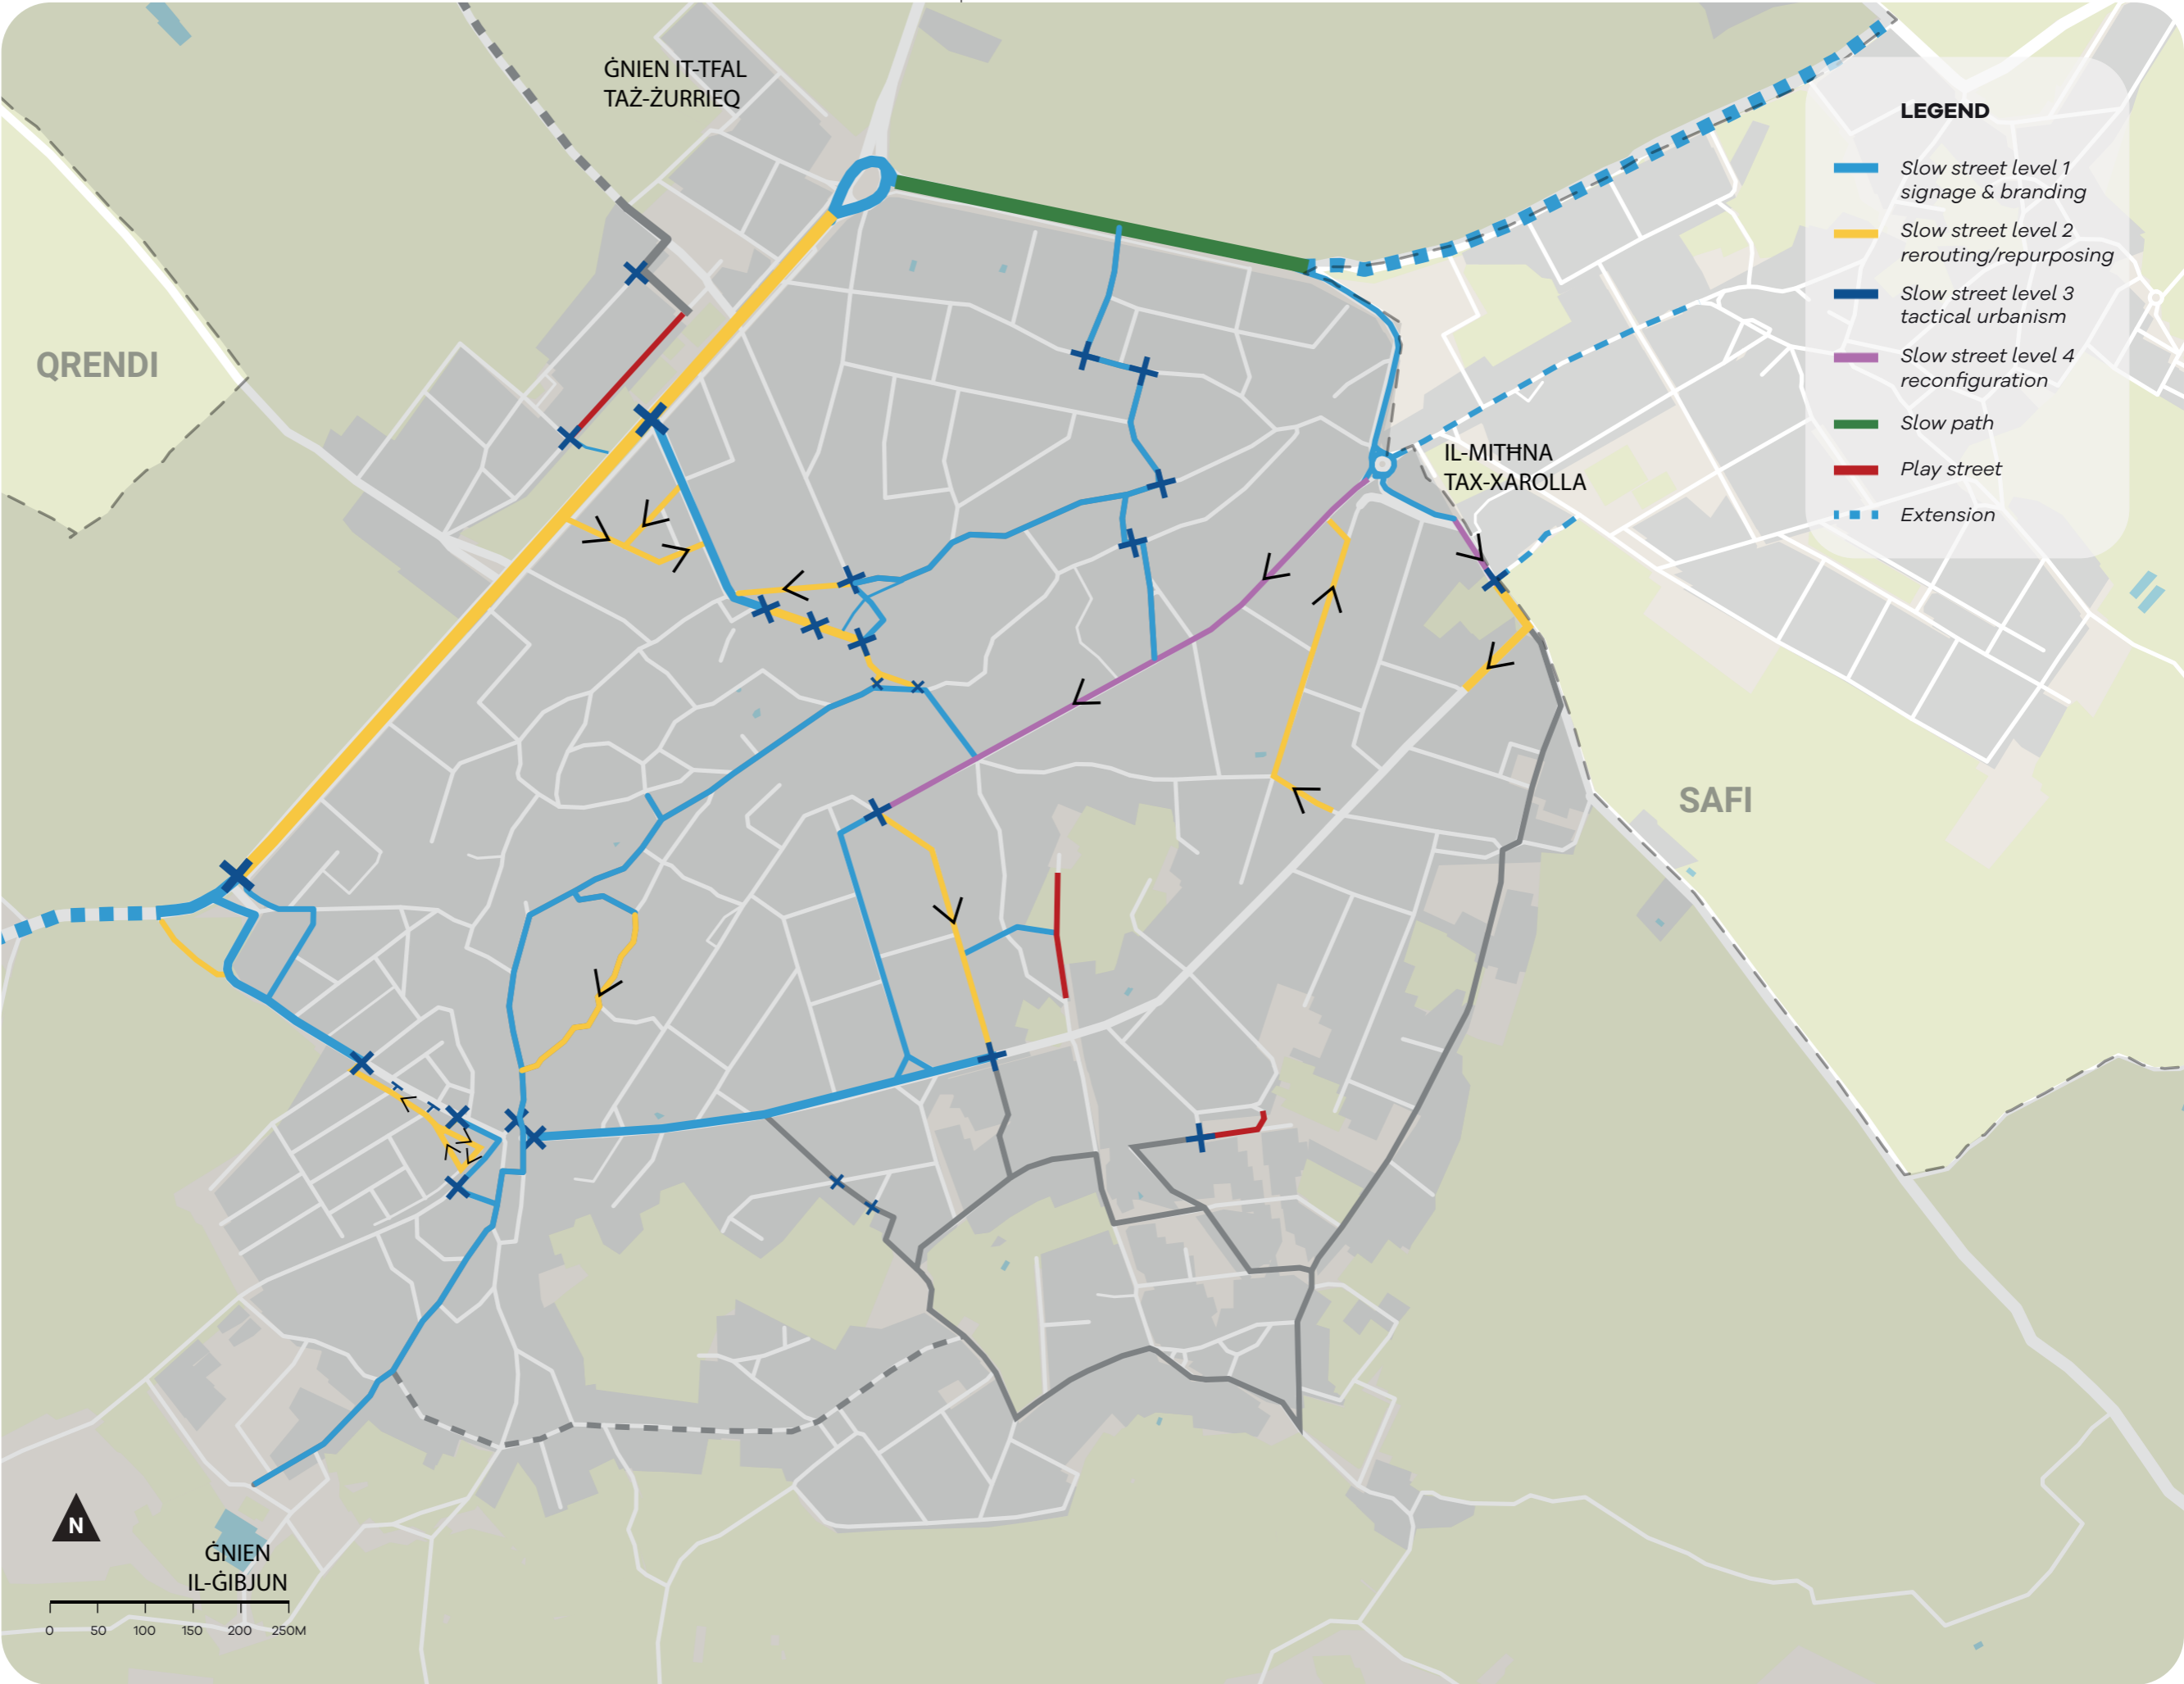 ĠNIEN IT-TFAL
TAŻ-ŻURRIEQ
LEGEND
Slow street level 1
signage & branding
Slow street level 2
rerouting/repurposing
Slow street level 3
tactical urbanism
Slow street level 4
reconfiguration
Slow path
Play street
Extension
QRENDI
IL-MITĦNA
TAX-XAROLLA
SAFI
N
ĠNIEN
IL-ĠIBJUN
0 50 100 150 200 250M